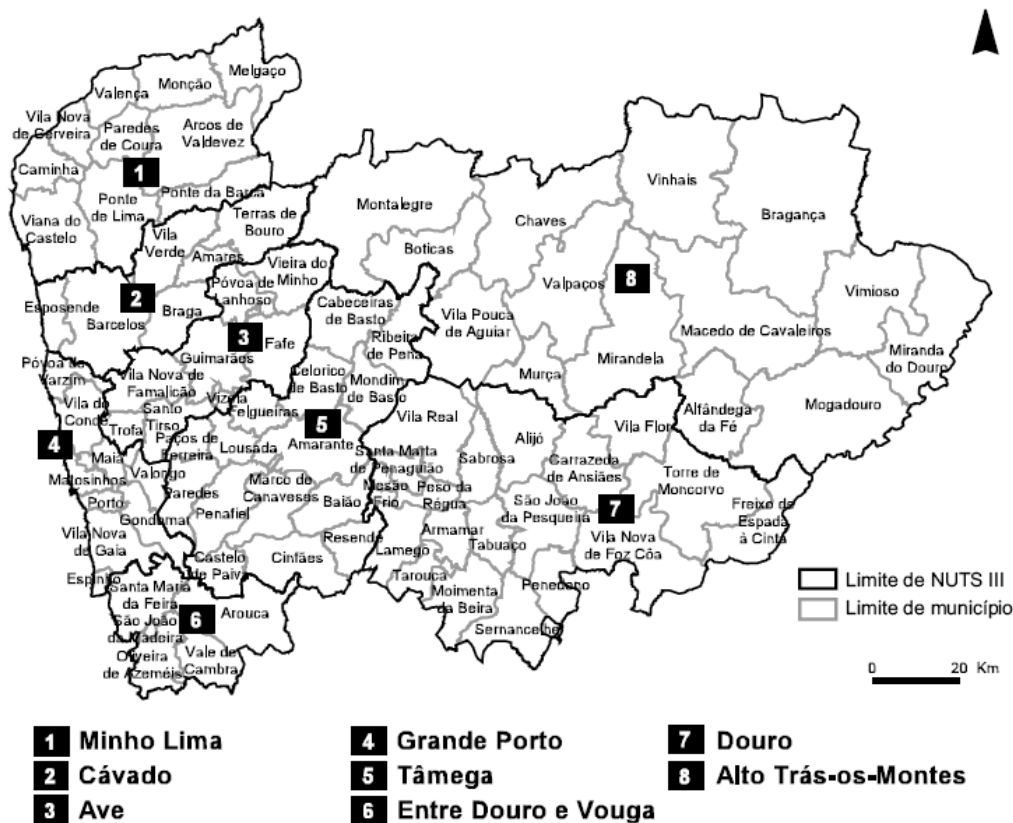 Melgaço
Monção
Valença
Vila Nova
de Cerveira
Paredes
de Coura
Arcos de
Valdevez
Caminha
1
Ponte da Barca
Ponte
de Lima
Viana do
Castelo
Terras de
Bouro
Vila
Verde
Amares
Vieira do
Minho
Póvoa de
Lanhoso
2
Esposende
Barcelos
Braga
3
Fafe
Guimarães
Póvoa de
Varzim
Vila Nova de
Famalicão
Vizela
Vila do
Conde
Santo
Tirso
Trofa
4
Maia
Matosinhos
Valongo
Porto
Gondomar
Vila Nova
de Gaia
Espinho
Montalegre
Boticas
Chaves
Valpaços
8
Vinhais
Bragança
Vimioso
Miranda
do Douro
Macedo de Cavaleiros
Mirandela
Mogadouro
Alfândega
da Fé
Vila Pouca
de Aguiar
Murça
Cabeceiras
de Basto
Ribeira
de Pena
Celorico
de Basto
Mondim
de Basto
Felgueiras
5
Amarante
Paços de
Ferreira
Lousada
Paredes
Marco de
Canaveses
Penafiel
Baião
Resende
Cinfães
Castelo
de Paiva
Vila Real
Santa Marta
de Penaguião
Mesão
Frio
Peso da
Régua
Sabrosa
Alijó
Vila Flor
Carrazeda
de Ansiães
Torre de
Moncorvo
Freixo de
Espada
à Cinta
São João
da Pesqueira
7
Vila Nova
de Foz Côa
Armamar
Lamego
Tabuaço
Tarouca
Moimenta
da Beira
Penedono
Sernancelhe
Santa Maria
da Feira
São João
da Madeira
Oliveira
de Azeméis
6
Arouca
Vale de
Cambra
Limite de NUTS III
Limite de município
0 20 Km
1 Minho Lima
2 Cávado
3 Ave
4 Grande Porto
5 Tâmega
6 Entre Douro e Vouga
7 Douro
8 Alto Trás-os-Montes